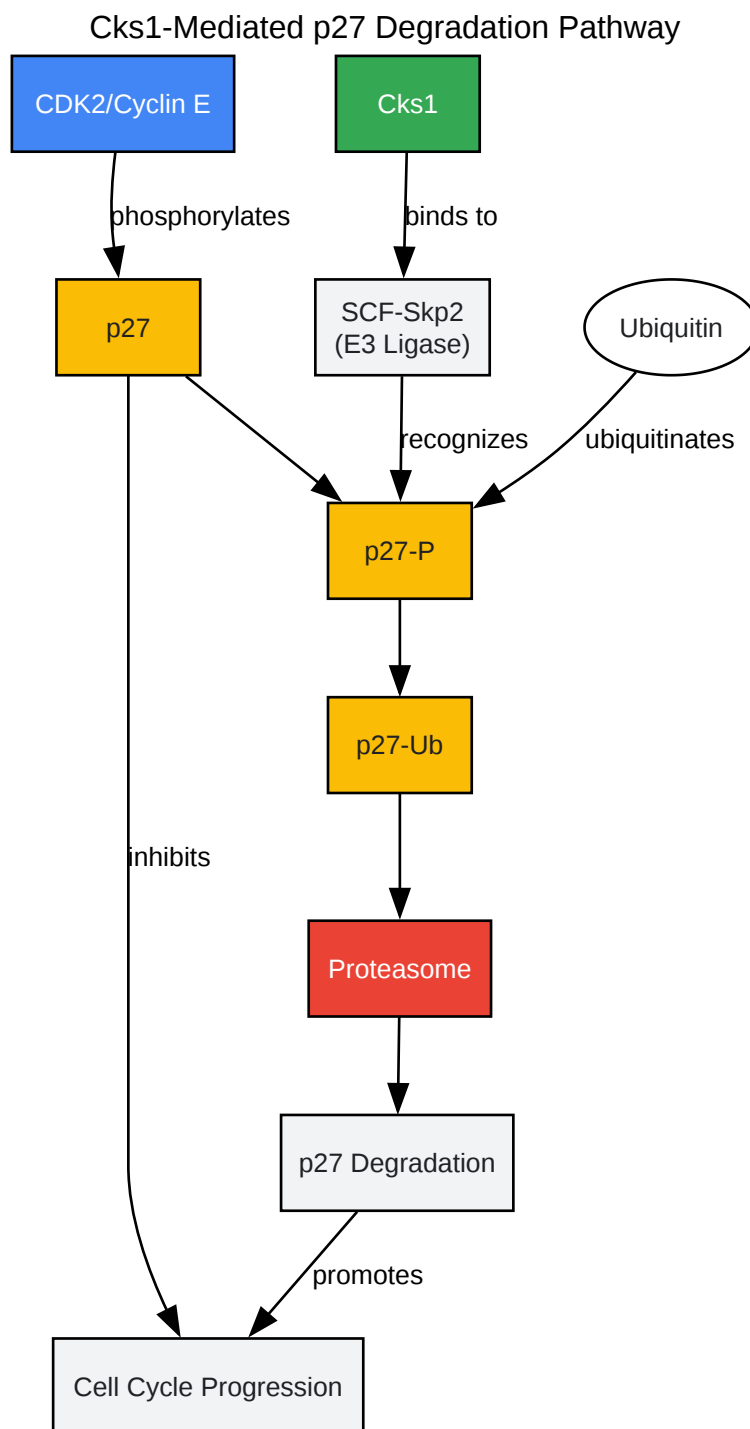 Cks1-Mediated p27 Degradation Pathway
CDK2/Cyclin E
Cks1
phosphorylates
binds to
p27
SCF-Skp2
(E3 Ligase)
Ubiquitin
recognizes
ubiquitinates
p27-P
p27-Ub
inhibits
Proteasome
p27 Degradation
promotes
Cell Cycle Progression